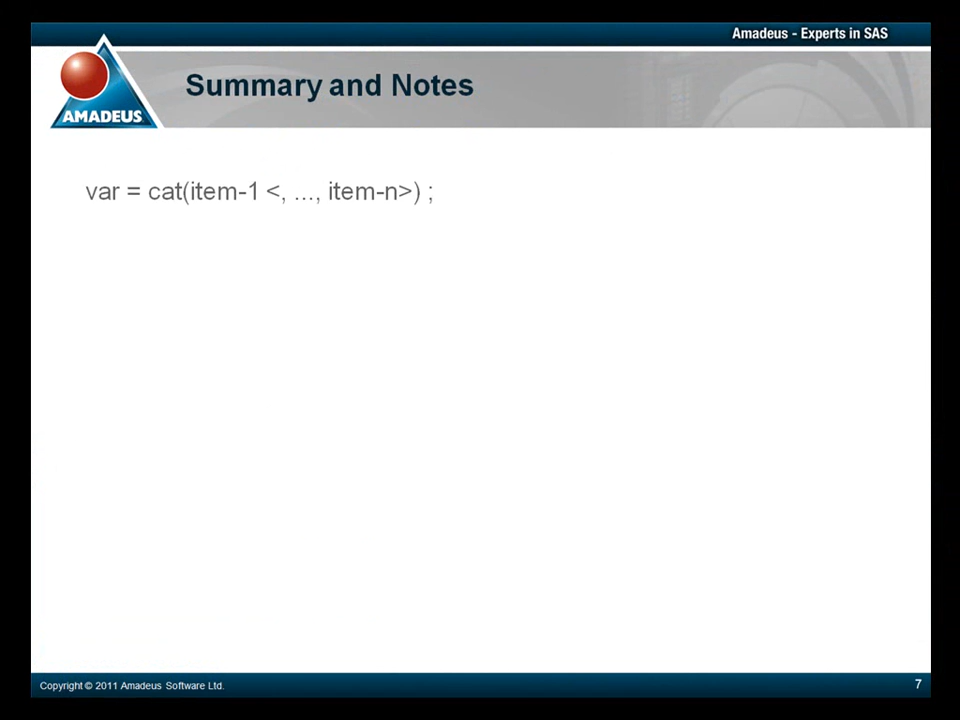 Amadeus - Experts in SAS
Summary and Notes
AMADEUS
var = cat(item-1 <, ..., item-n>) ;
Copyright © 2011 Amadeus Software Ltd.
7